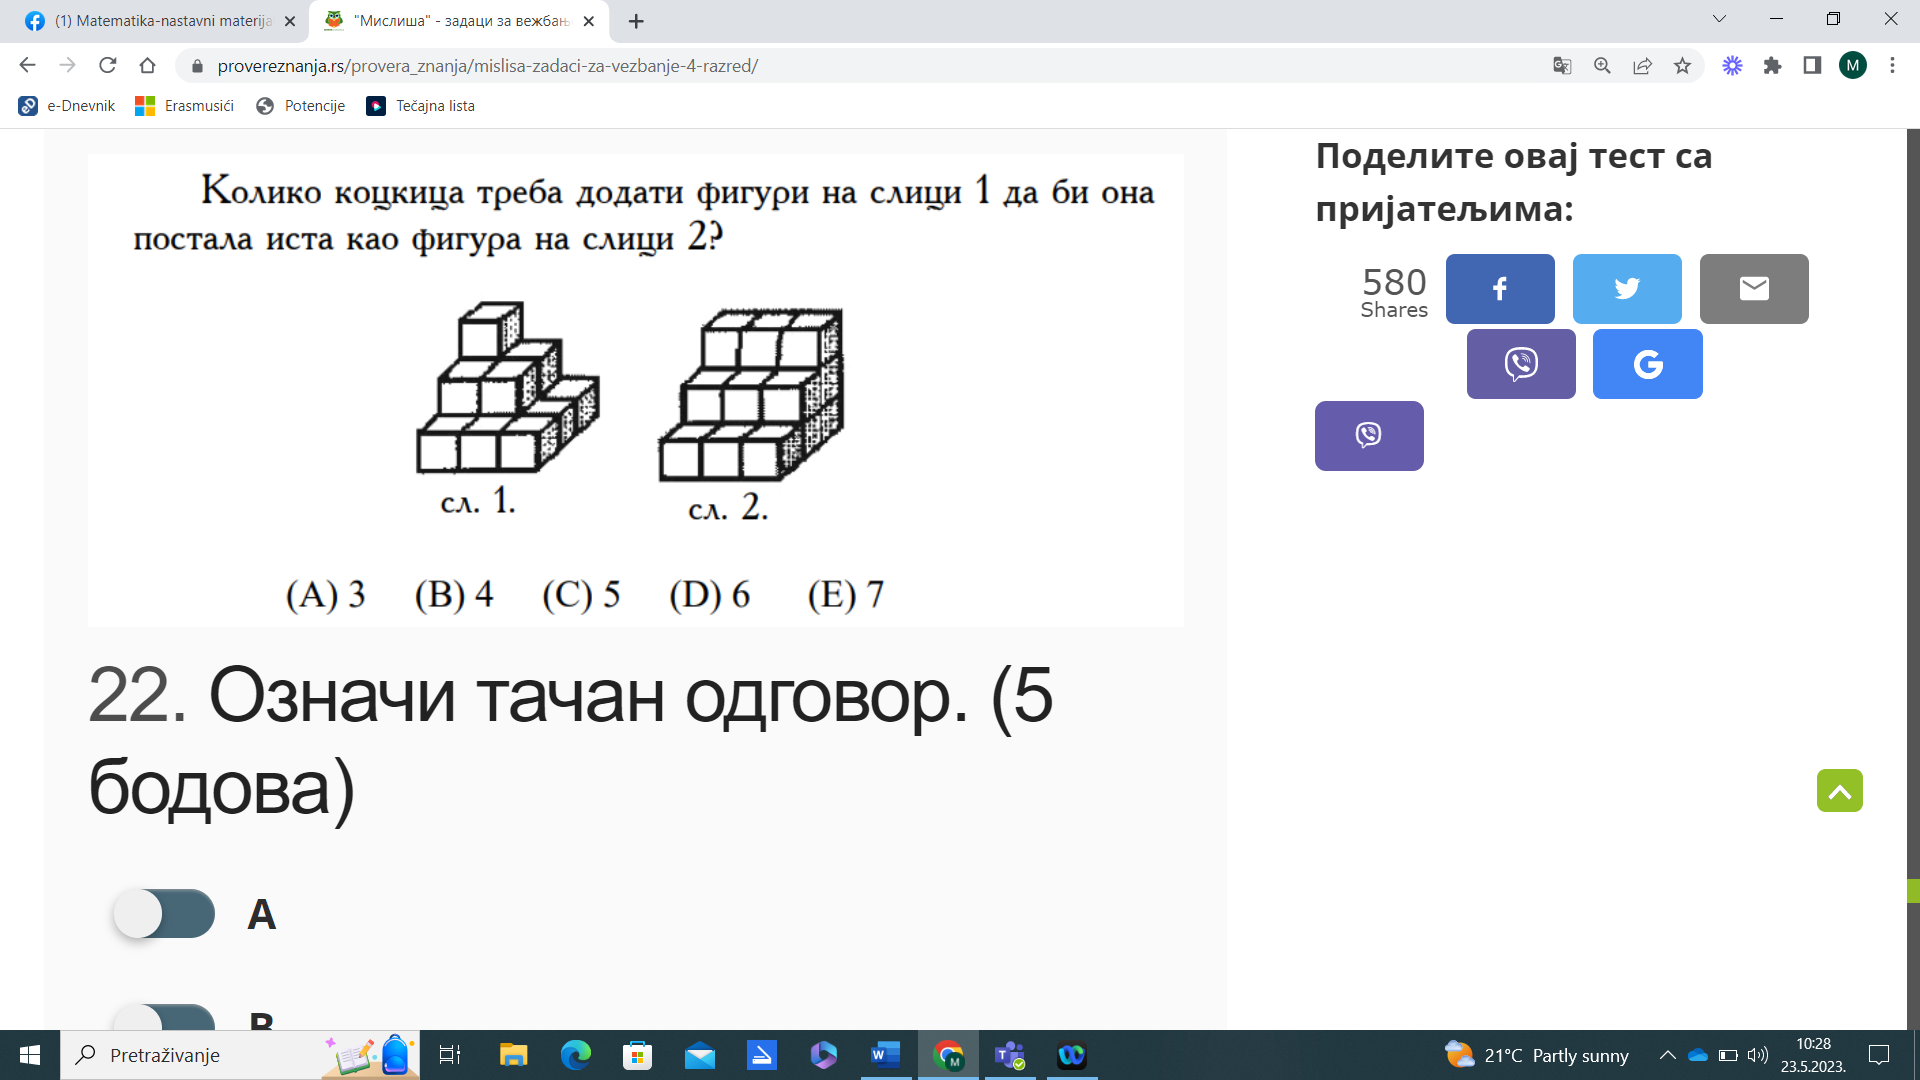 (1) Matematika-nastavni materija
"Мислиша" - задаци за вежбањ
provereznanja.rs/provera_znanja/mislisa-zadaci-za-vezbanje-4-razred/
M
e-Dnevnik
Erasmusići
Potencije
Tečajna lista
Колико коцкица треба додати фигури на слици 1 да би она
постала иста као фигура на слици 2?
сл. 1.
сл. 2.
(A) 3 (B) 4 (C) 5 (D) 6 (E) 7
22. Означи тачан одговор. (5
бодова)
A
B
Поделите овај тест са
пријатељима:
580
Shares
Pretraživanje
21°C Partly sunny
10:28
23.5.2023.